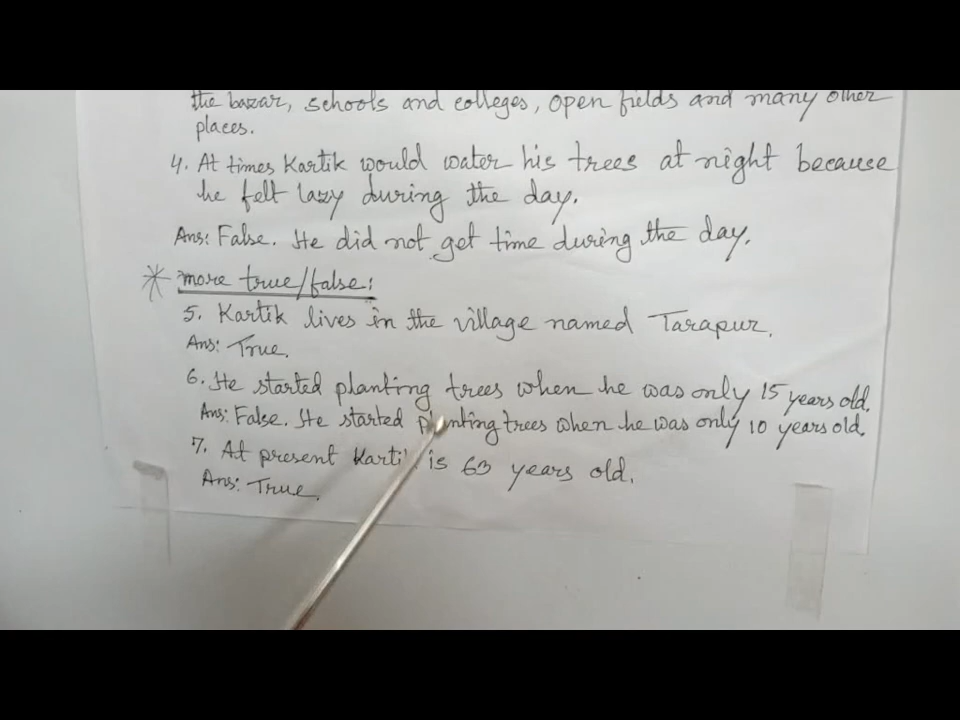 the bazar, schools and colleges, open fields and many other
places.
4. At times Kartik would water his trees at night because
he felt lazy during the day.
Ans: False. He did not get time during the day.
* more true/false:
5. Kartik lives in the village named Tarapur.
Ans: True.
6. He started planting trees when he was only 15 years old.
Ans: False. He started planting trees when he was only 10 years old.
7. At present Kartik is 63 years old.
Ans: True.